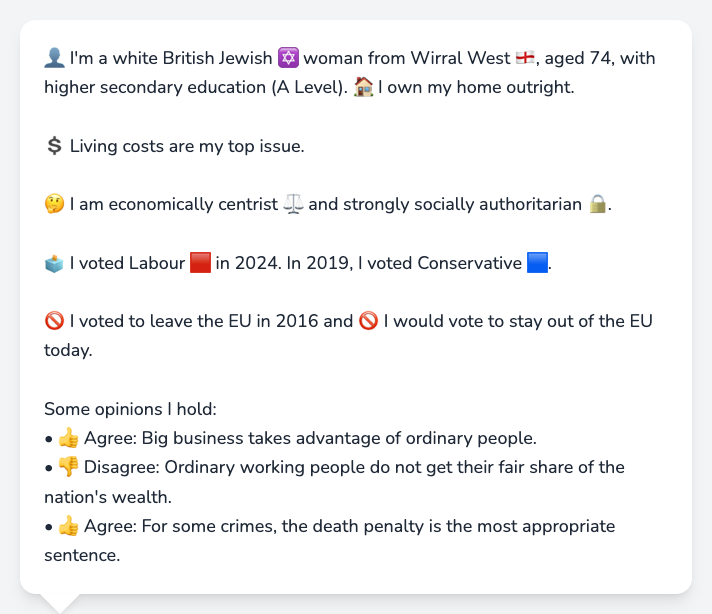 👤 I'm a white British Jewish ✡️ woman from Wirral West 🏴󠁧󠁢󠁥󠁮󠁧󠁿, aged 74, with
higher secondary education (A Level). 🏠 I own my home outright.
💲 Living costs are my top issue.
🤔 I am economically centrist ⚖️ and strongly socially authoritarian 🔒.
🗳️ I voted Labour 🟥 in 2024. In 2019, I voted Conservative 🟦.
🚫 I voted to leave the EU in 2016 and 🚫 I would vote to stay out of the EU
today.
Some opinions I hold:
• 👍 Agree: Big business takes advantage of ordinary people.
• 👎 Disagree: Ordinary working people do not get their fair share of the
nation's wealth.
• 👍 Agree: For some crimes, the death penalty is the most appropriate
sentence.